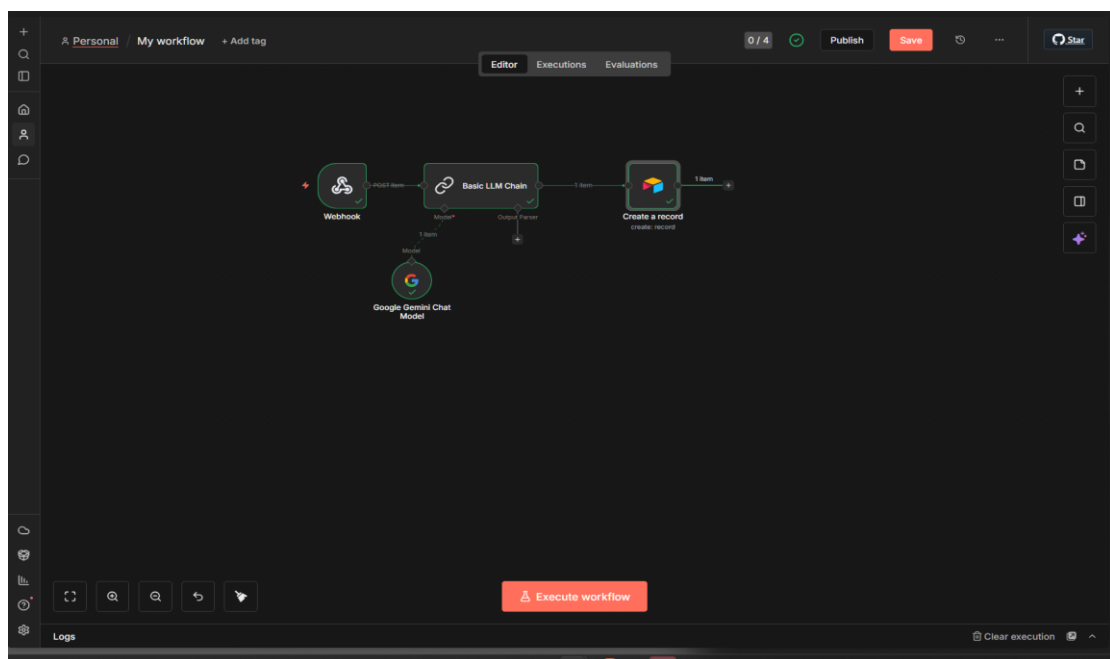 Personal / My workflow + Add tag
0 / 4 Publish Save ... Star
Editor Executions Evaluations
POST item
Basic LLM Chain
1 item
1 item
Webhook
Model*
Output Parser
Create a record
create: record
1 item
Model
Google Gemini Chat
Model
Execute workflow
Logs
Clear execution